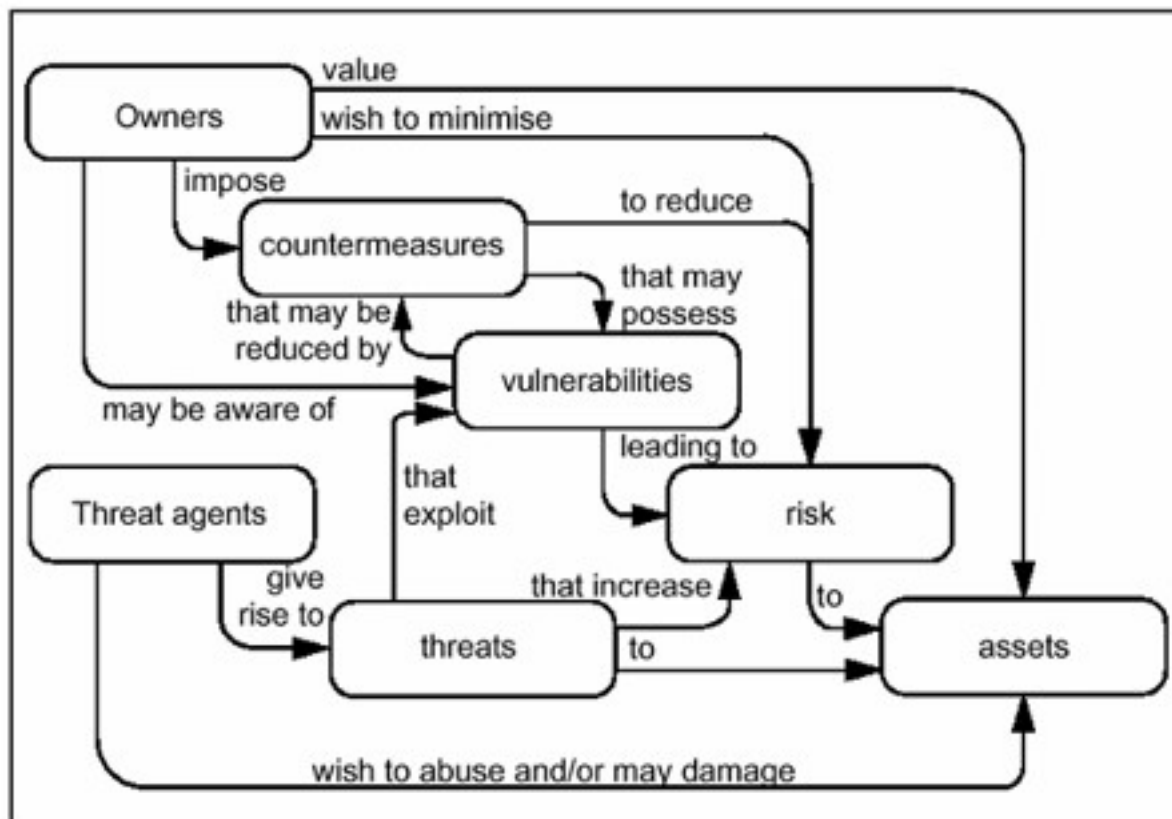 value
Owners
wish to minimise
impose
to reduce
countermeasures
that may
possess
that may be
reduced by
vulnerabilities
may be aware of
leading to
that
exploit
Threat agents
risk
give
rise to
that increase
to
threats
to
assets
wish to abuse and/or may damage